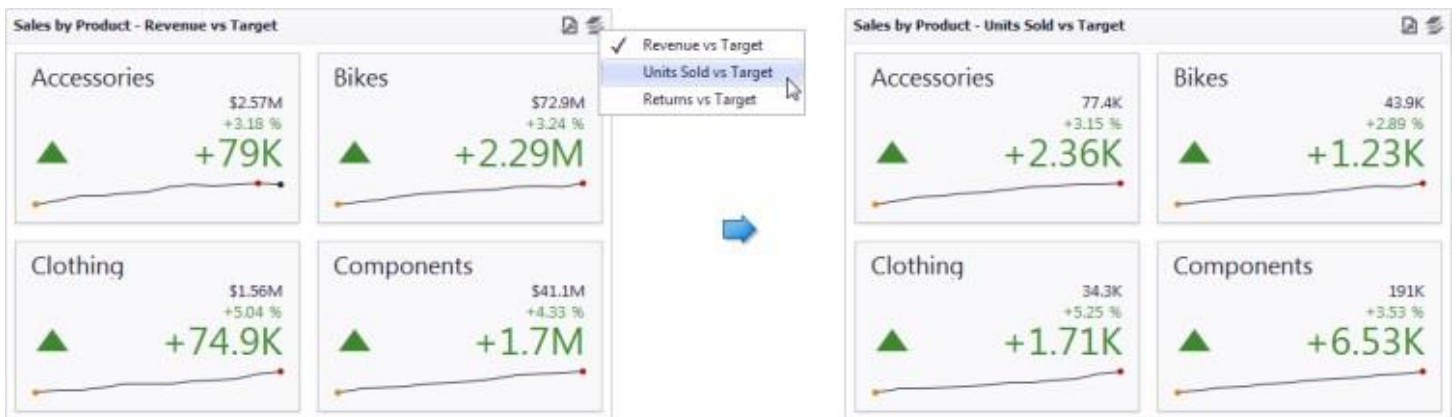 Sales by Product - Revenue vs Target
Revenue vs Target
Units Sold vs Target
Returns vs Target
Accessories
$2.57M
+3.18 %
+79K
Bikes
$72.9M
+3.24 %
+2.29M
Clothing
$1.56M
+5.04 %
+74.9K
Components
$41.1M
+4.33 %
+1.7M
Sales by Product - Units Sold vs Target
Accessories
77.4K
+3.15 %
+2.36K
Bikes
43.9K
+2.89 %
+1.23K
Clothing
34.3K
+5.25 %
+1.71K
Components
191K
+3.53 %
+6.53K